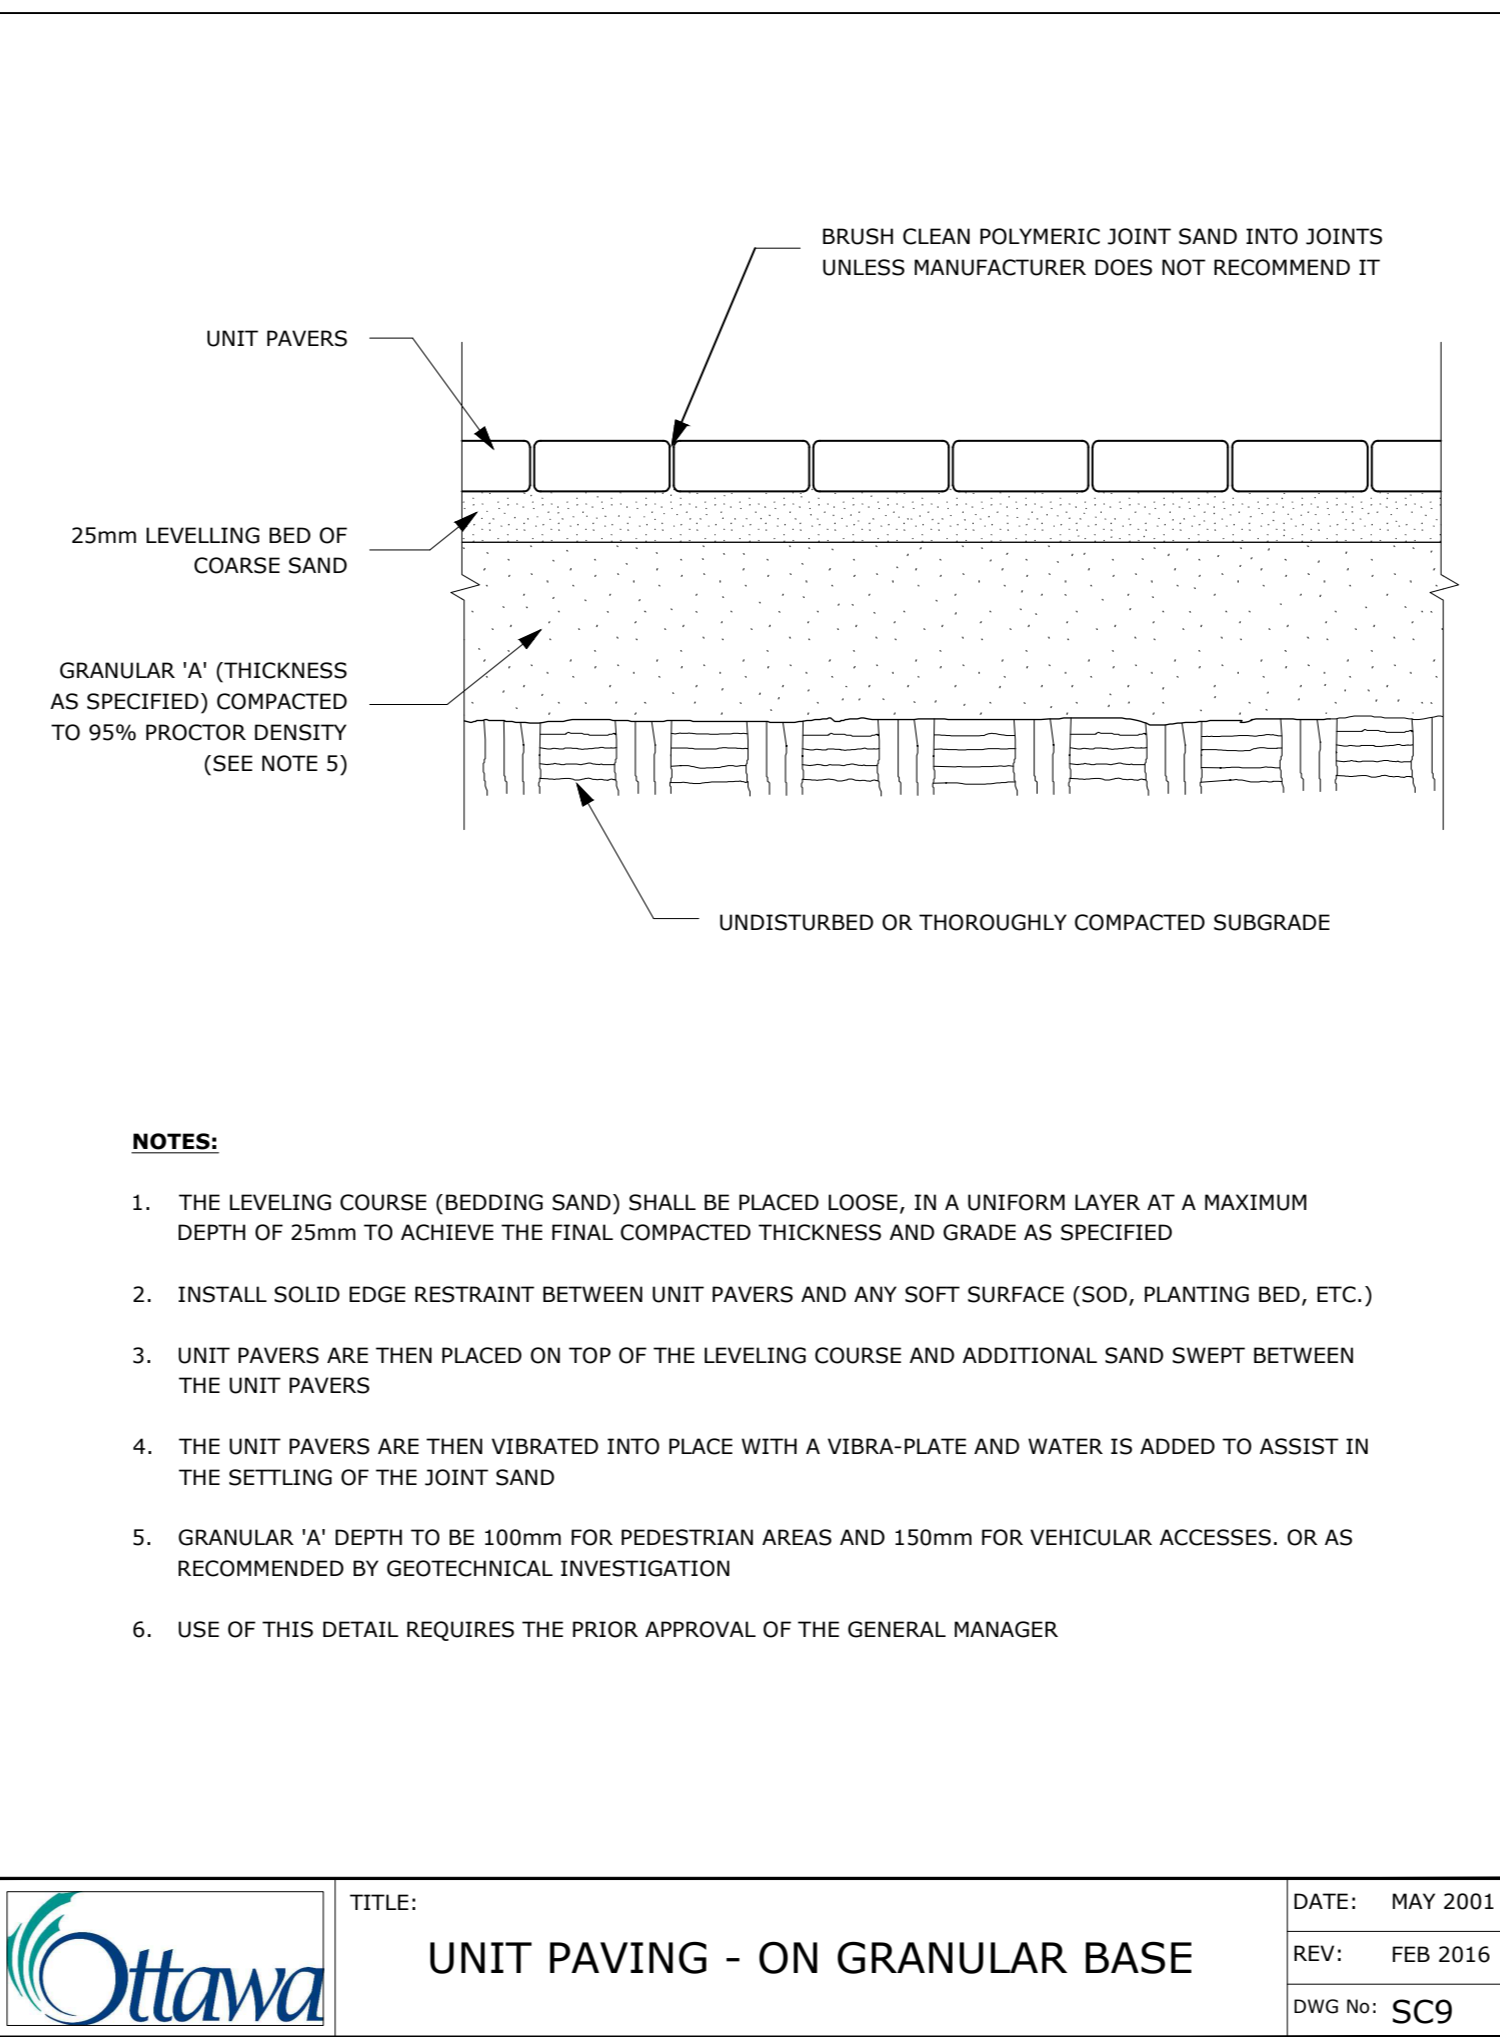 BRUSH CLEAN POLYMERIC JOINT SAND INTO JOINTS
UNLESS MANUFACTURER DOES NOT RECOMMEND IT
UNIT PAVERS
25mm LEVELLING BED OF
COARSE SAND
GRANULAR 'A' (THICKNESS
AS SPECIFIED) COMPACTED
TO 95% PROCTOR DENSITY
(SEE NOTE 5)
UNDISTURBED OR THOROUGHLY COMPACTED SUBGRADE
NOTES:
1. THE LEVELING COURSE (BEDDING SAND) SHALL BE PLACED LOOSE, IN A UNIFORM LAYER AT A MAXIMUM
DEPTH OF 25mm TO ACHIEVE THE FINAL COMPACTED THICKNESS AND GRADE AS SPECIFIED
2. INSTALL SOLID EDGE RESTRAINT BETWEEN UNIT PAVERS AND ANY SOFT SURFACE (SOD, PLANTING BED, ETC.)
3. UNIT PAVERS ARE THEN PLACED ON TOP OF THE LEVELING COURSE AND ADDITIONAL SAND SWEPT BETWEEN
THE UNIT PAVERS
4. THE UNIT PAVERS ARE THEN VIBRATED INTO PLACE WITH A VIBRA-PLATE AND WATER IS ADDED TO ASSIST IN
THE SETTLING OF THE JOINT SAND
5. GRANULAR 'A' DEPTH TO BE 100mm FOR PEDESTRIAN AREAS AND 150mm FOR VEHICULAR ACCESSES. OR AS
RECOMMENDED BY GEOTECHNICAL INVESTIGATION
6. USE OF THIS DETAIL REQUIRES THE PRIOR APPROVAL OF THE GENERAL MANAGER
Ottawa
TITLE:
UNIT PAVING - ON GRANULAR BASE
DATE: MAY 2001
REV: FEB 2016
DWG No: SC9